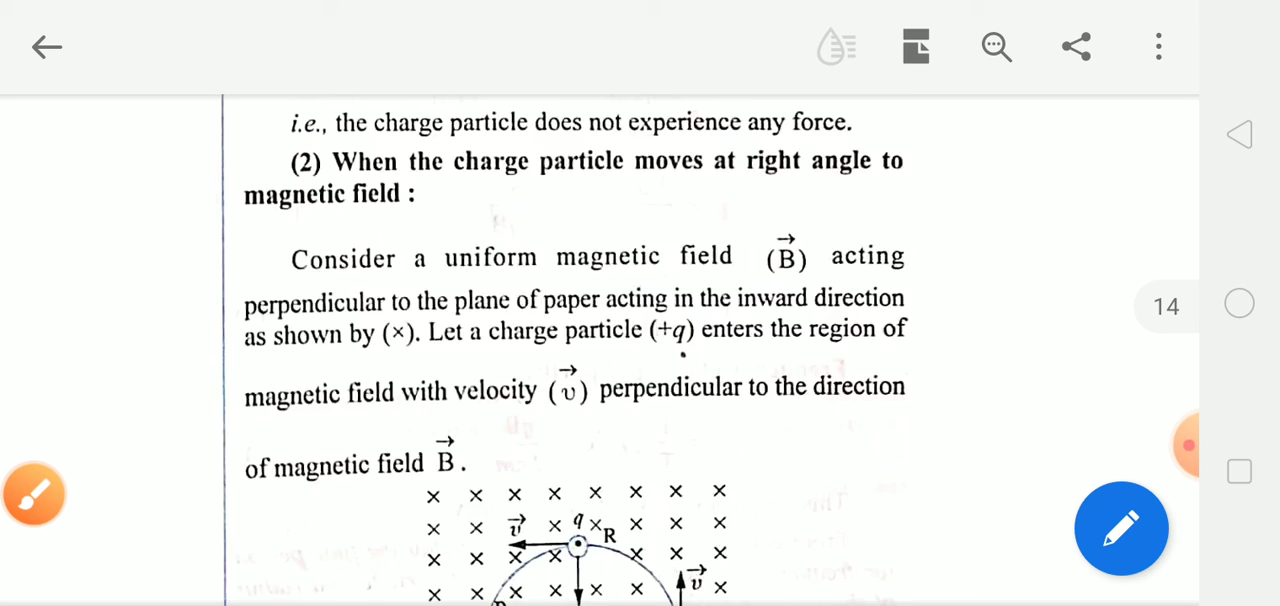 i.e., the charge particle does not experience any force.
(2) When the charge particle moves at right angle to
magnetic field :
Consider a uniform magnetic field (B⃗) acting
perpendicular to the plane of paper acting in the inward direction
as shown by (×). Let a charge particle (+q) enters the region of
magnetic field with velocity (v⃗) perpendicular to the direction
of magnetic field B⃗.
14
× × × × × × × ×
× × v⃗ × q × R × × ×
× × × × × × ×
× × × × × × v⃗ ×